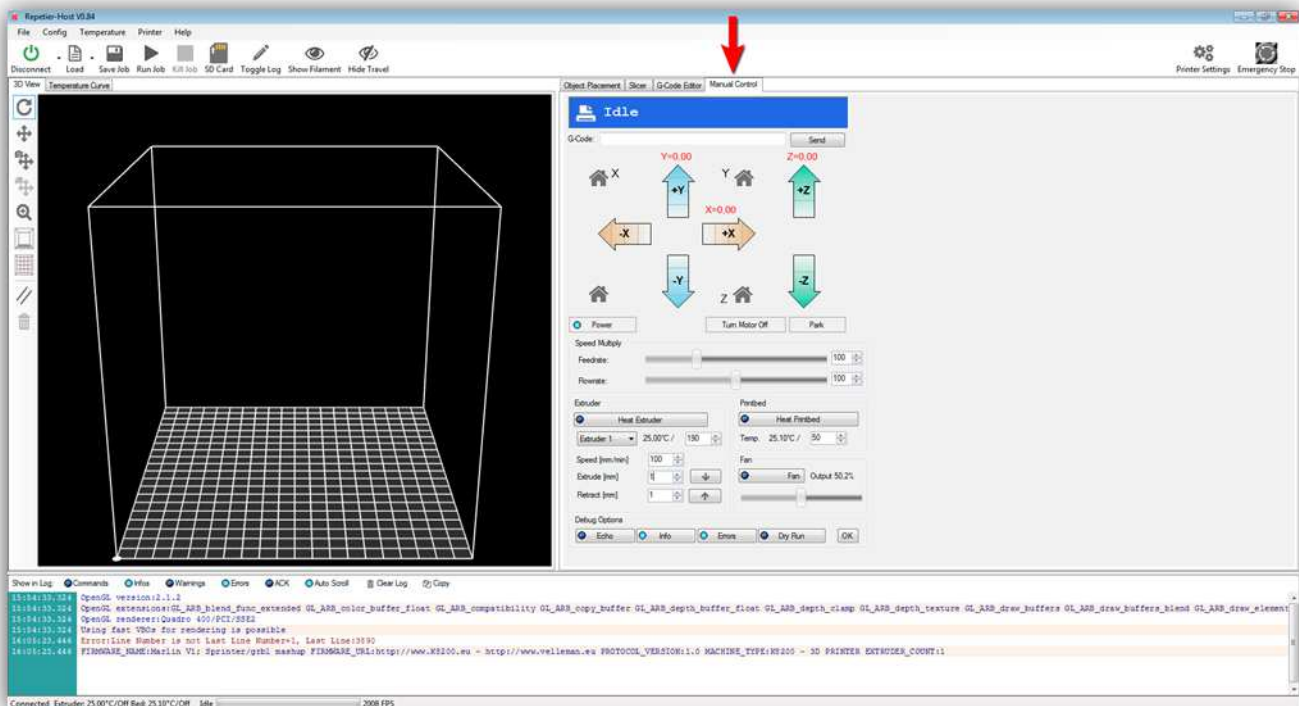 Repetier-Host V0.84
File Config Temperature Printer Help
Disconnect Load Save Job Run Job Kill Job SD Card Toggle Log Show Filament Hide Travel Printer Settings Emergency Stop
3D View Temperature Curve
Object Placement Slicer G-Code Editor Manual Control
Idle
G-Code: Send
Y=0.00 Z=0.00
X +Y Y +Z
X=0.00
-X +X
-Y Z -Z
Power Turn Motor Off Park
Speed Multiply
Feedrate: 100
Flowrate: 100
Extruder Printbed
Heat Extruder Heat Printbed
Extruder 1 25.00°C / 190 Temp. 25.10°C / 50
Speed [mm/min] 100 Fan
Extrude [mm] 1 Fan Output 50.2%
Retract [mm] 1
Debug Options
Echo Info Errors Dry Run OK
Show in Log: Commands Infos Warnings Errors ACK Auto Scroll Clear Log Copy
15:54:33.324 OpenGL version:2.1.2
15:54:33.324 OpenGL extensions:GL_ARB_blend_func_extended GL_ARB_color_buffer_float GL_ARB_compatibility GL_ARB_copy_buffer GL_ARB_depth_buffer_float GL_ARB_depth_clamp GL_ARB_depth_texture GL_ARB_draw_buffers GL_ARB_draw_buffers_blend GL_ARB_draw_element
15:54:33.324 OpenGL renderer:Quadro 400/PCI/SSE2
15:54:33.324 Using fast VBOs for rendering is possible
16:05:23.444 Error:Line Number is not Last Line Number+1, Last Line:3890
16:05:23.444 FIRMWARE_NAME:Marlin V1; Sprinter/grbl mashup FIRMWARE_URL:http://www.K8200.eu - http://www.velleman.eu PROTOCOL_VERSION:1.0 MACHINE_TYPE:K8200 - 3D PRINTER EXTRUDER_COUNT:1
Connected Extruder: 25.00°C/Off Bed: 25.10°C/Off Idle 2008 FPS